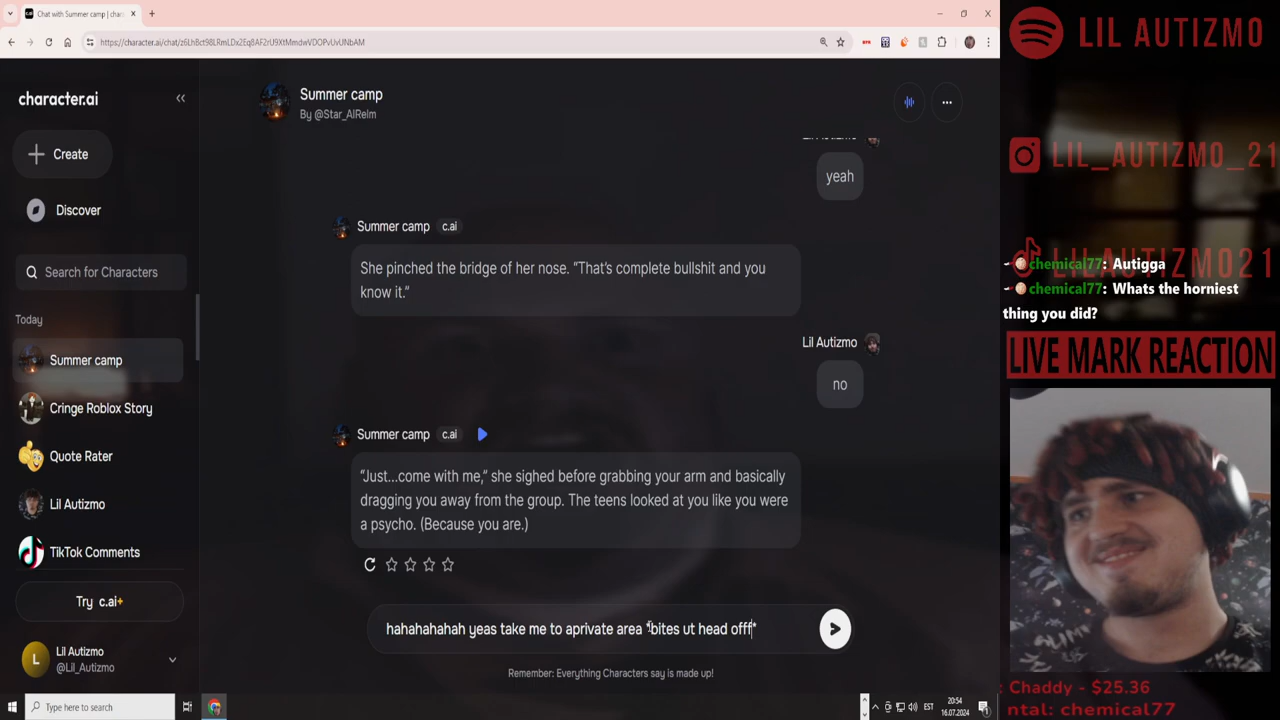 Chat with Summer camp | chara
https://character.ai/chat/z6LhBct98LRmLDx2Eq8AF2rU9XtMmdwVDOPvUvUNbAM
character.ai
Create
Discover
Search for Characters
Today
Summer camp
Cringe Roblox Story
Quote Rater
Lil Autizmo
TikTok Comments
Try c.ai+
L
Lil Autizmo
@Lil_Autizmo
Summer camp
By @Star_AIRelm
Lil Autizmo
yeah
Summer camp c.ai
She pinched the bridge of her nose. “That’s complete bullshit and you
know it.”
Lil Autizmo
no
Summer camp c.ai
“Just...come with me,” she sighed before grabbing your arm and basically
dragging you away from the group. The teens looked at you like you were
a psycho. (Because you are.)
hahahahahah yeas take me to aprivate area *bites ut head offf*
Remember: Everything Characters say is made up!
Type here to search
EST
20:54
16.07.2024
LIL AUTIZMO
LIL_AUTIZMO_21
LILAUTIZMO21
chemical77: Autigga
chemical77: Whats the horniest
thing you did?
LIVE MARK REACTION
: Chaddy - $25.36
ntal: chemical77